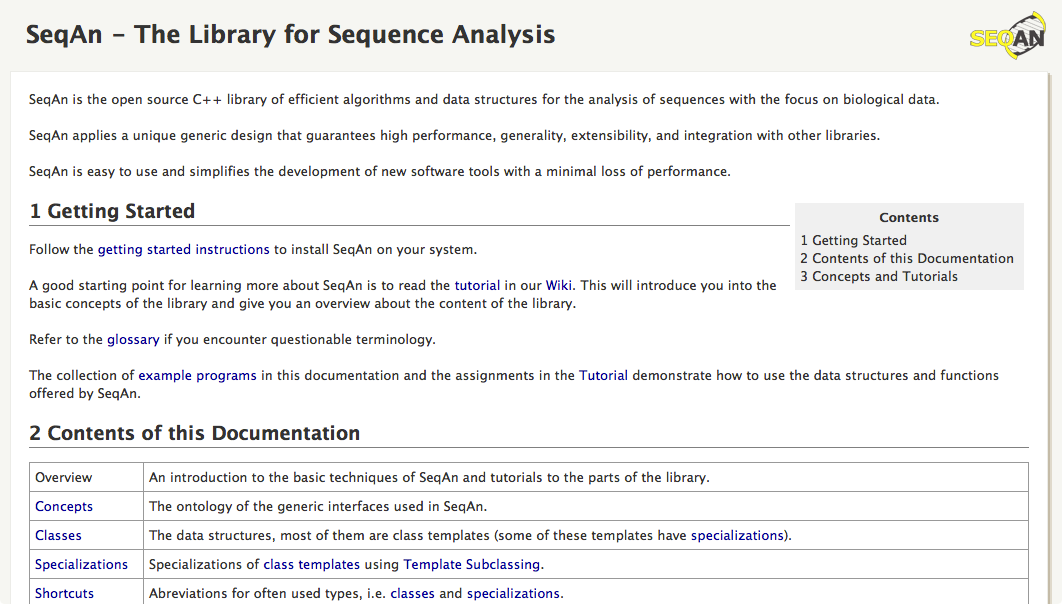 SeqAn – The Library for Sequence Analysis
SEQAN
SeqAn is the open source C++ library of efficient algorithms and data structures for the analysis of sequences with the focus on biological data.
SeqAn applies a unique generic design that guarantees high performance, generality, extensibility, and integration with other libraries.
SeqAn is easy to use and simplifies the development of new software tools with a minimal loss of performance.
1 Getting Started
Follow the getting started instructions to install SeqAn on your system.
A good starting point for learning more about SeqAn is to read the tutorial in our Wiki. This will introduce you into the
basic concepts of the library and give you an overview about the content of the library.
Refer to the glossary if you encounter questionable terminology.
Contents
1 Getting Started
2 Contents of this Documentation
3 Concepts and Tutorials
The collection of example programs in this documentation and the assignments in the Tutorial demonstrate how to use the data structures and functions
offered by SeqAn.
2 Contents of this Documentation
Overview An introduction to the basic techniques of SeqAn and tutorials to the parts of the library.
Concepts The ontology of the generic interfaces used in SeqAn.
Classes The data structures, most of them are class templates (some of these templates have specializations).
Specializations Specializations of class templates using Template Subclassing.
Shortcuts Abreviations for often used types, i.e. classes and specializations.